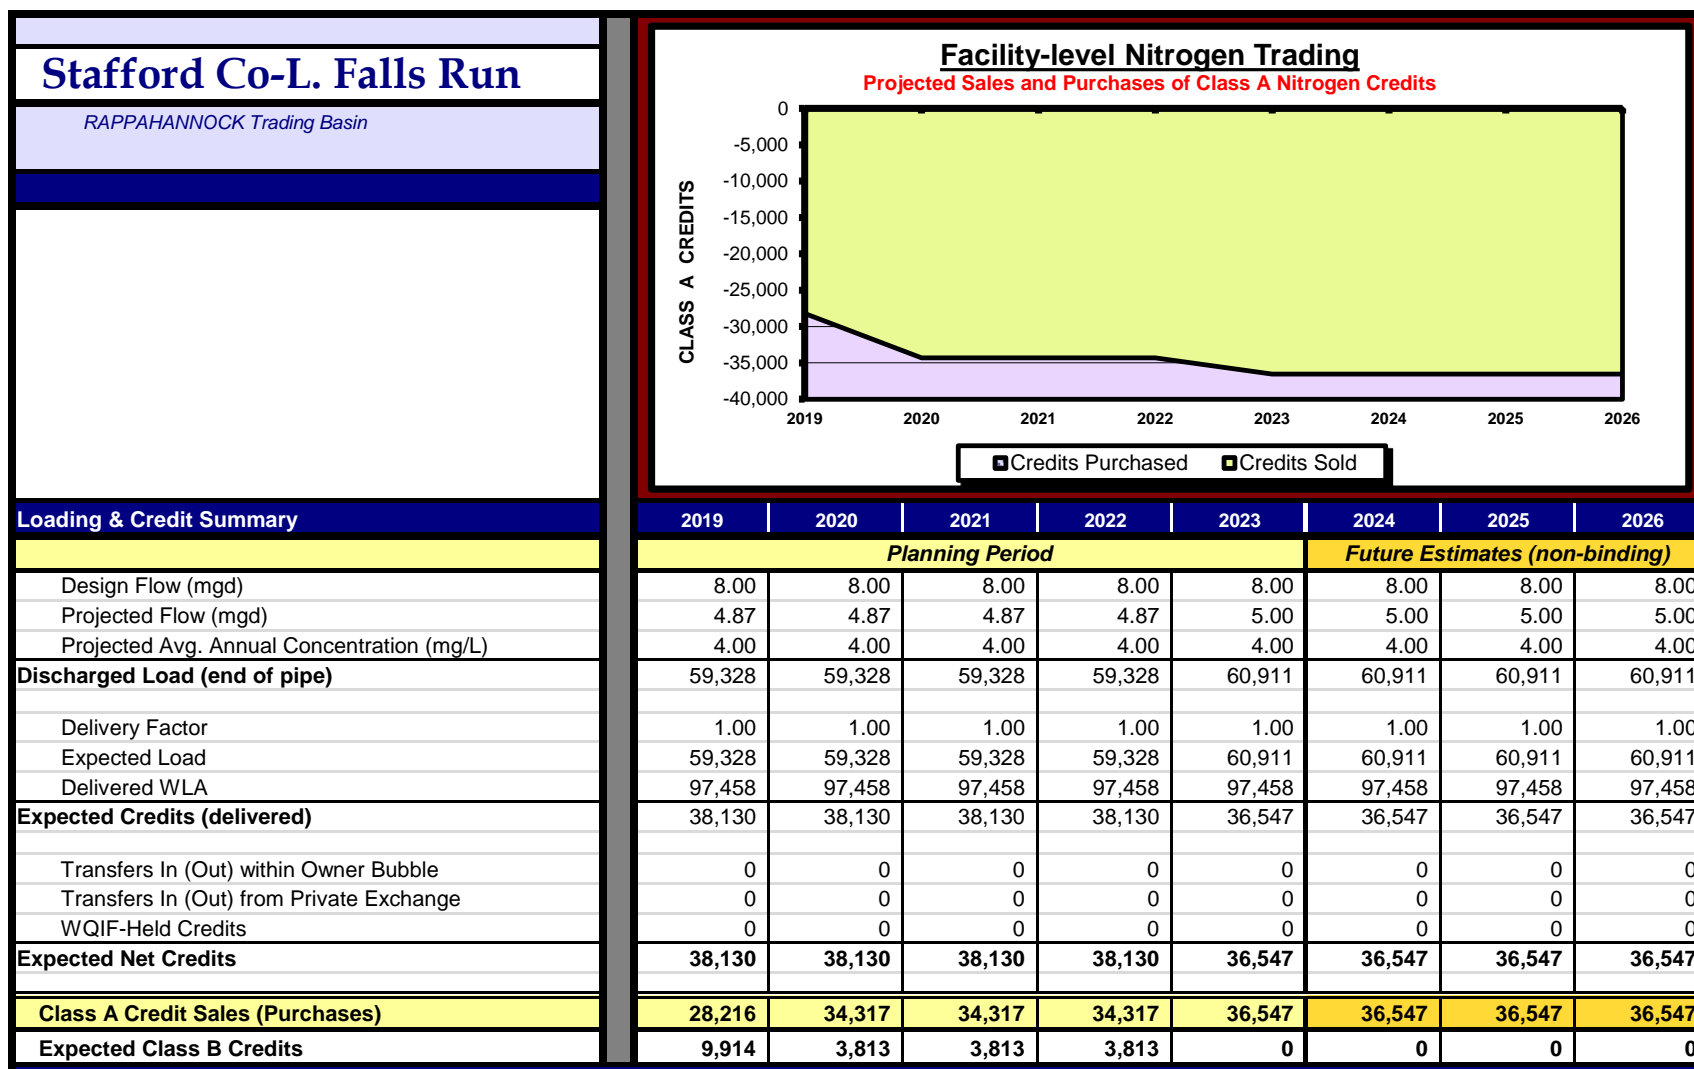 Stafford Co-L. Falls Run
RAPPAHANNOCK Trading Basin
Facility-level Nitrogen Trading
Projected Sales and Purchases of Class A Nitrogen Credits
CLASS A CREDITS
0
-5,000
-10,000
-15,000
-20,000
-25,000
-30,000
-35,000
-40,000
2019 2020 2021 2022 2023 2024 2025 2026
Credits Purchased Credits Sold
Loading & Credit Summary 2019 2020 2021 2022 2023 2024 2025 2026
Planning Period Future Estimates (non-binding)
Design Flow (mgd) 8.00 8.00 8.00 8.00 8.00 8.00 8.00 8.00
Projected Flow (mgd) 4.87 4.87 4.87 4.87 5.00 5.00 5.00 5.00
Projected Avg. Annual Concentration (mg/L) 4.00 4.00 4.00 4.00 4.00 4.00 4.00 4.00
Discharged Load (end of pipe) 59,328 59,328 59,328 59,328 60,911 60,911 60,911 60,911
Delivery Factor 1.00 1.00 1.00 1.00 1.00 1.00 1.00 1.00
Expected Load 59,328 59,328 59,328 59,328 60,911 60,911 60,911 60,911
Delivered WLA 97,458 97,458 97,458 97,458 97,458 97,458 97,458 97,458
Expected Credits (delivered) 38,130 38,130 38,130 38,130 36,547 36,547 36,547 36,547
Transfers In (Out) within Owner Bubble 0 0 0 0 0 0 0 0
Transfers In (Out) from Private Exchange 0 0 0 0 0 0 0 0
WQIF-Held Credits 0 0 0 0 0 0 0 0
Expected Net Credits 38,130 38,130 38,130 38,130 36,547 36,547 36,547 36,547
Class A Credit Sales (Purchases) 28,216 34,317 34,317 34,317 36,547 36,547 36,547 36,547
Expected Class B Credits 9,914 3,813 3,813 3,813 0 0 0 0